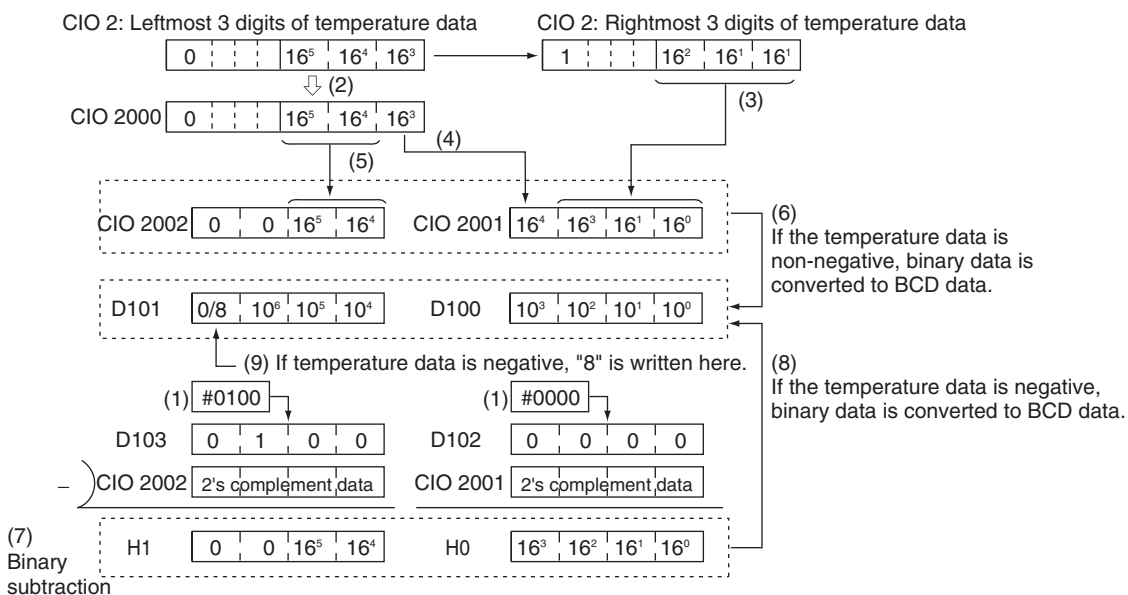 CIO 2: Leftmost 3 digits of temperature data
CIO 2: Rightmost 3 digits of temperature data
0 16⁵ 16⁴ 16³
1 16² 16¹ 16¹
(2)
(3)
CIO 2000 0 16⁵ 16⁴ 16³
(4)
(5)
CIO 2002 0 0 16⁵ 16⁴
CIO 2001 16⁴ 16³ 16¹ 16⁰
(6)
If the temperature data is
non-negative, binary data is
converted to BCD data.
D101 0/8 10⁶ 10⁵ 10⁴
D100 10³ 10² 10¹ 10⁰
(9) If temperature data is negative, "8" is written here.
(8)
If the temperature data is negative,
binary data is converted to BCD data.
(1) #0100
(1) #0000
D103 0 1 0 0
D102 0 0 0 0
– CIO 2002 2's complement data
CIO 2001 2's complement data
(7)
Binary
subtraction
H1 0 0 16⁵ 16⁴
H0 16³ 16² 16¹ 16⁰